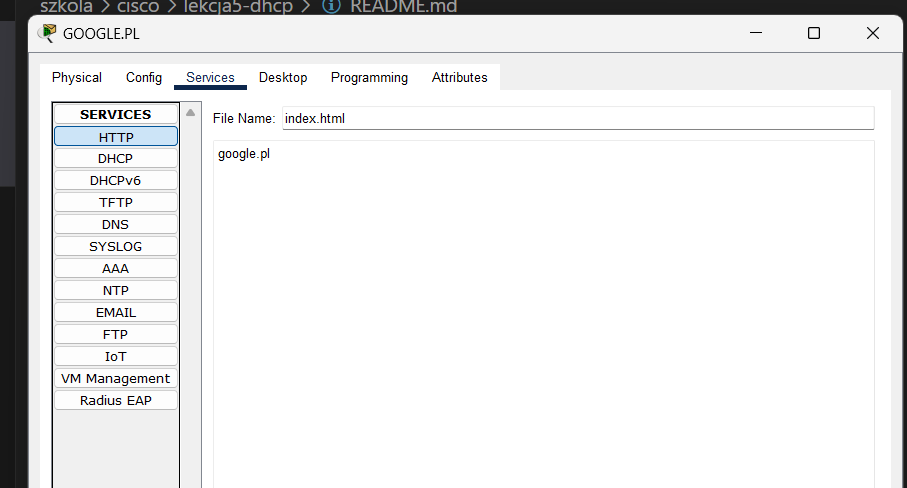 szkola > cisco > lekcja5-dhcp > README.md
GOOGLE.PL
Physical Config Services Desktop Programming Attributes
SERVICES
HTTP
DHCP
DHCPv6
TFTP
DNS
SYSLOG
AAA
NTP
EMAIL
FTP
IoT
VM Management
Radius EAP
File Name: index.html
google.pl